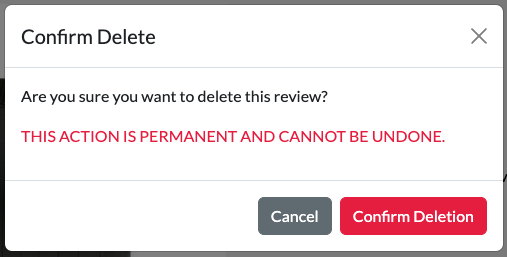 Confirm Delete
Are you sure you want to delete this review?
THIS ACTION IS PERMANENT AND CANNOT BE UNDONE.
Cancel
Confirm Deletion